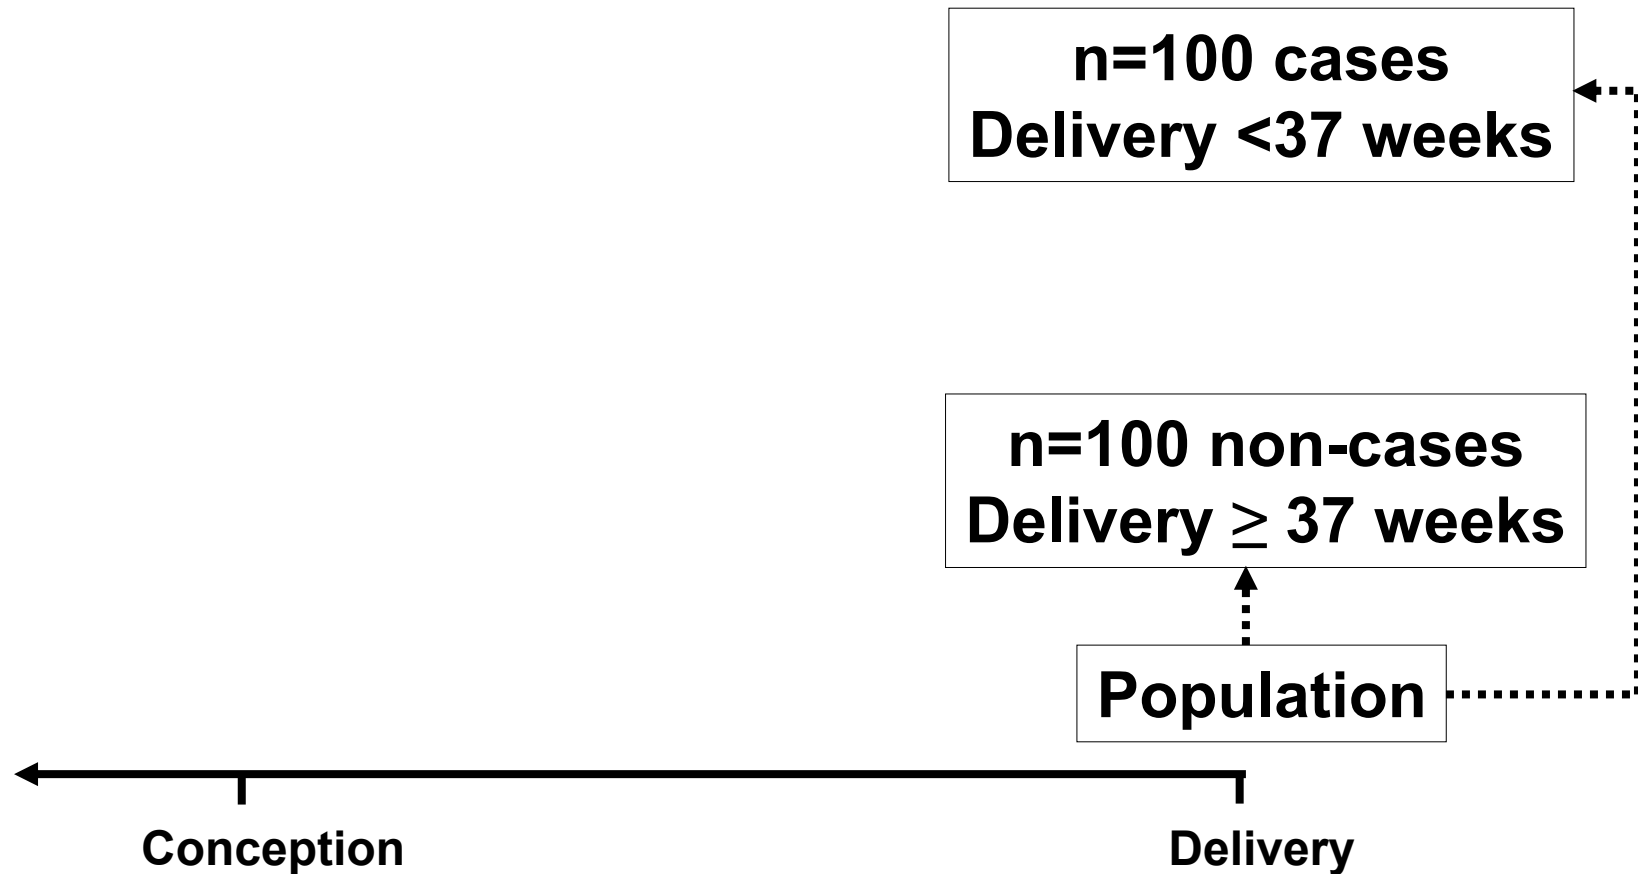 n=100 cases
Delivery <37 weeks
n=100 non-cases
Delivery ≥ 37 weeks
Population
Conception
Delivery